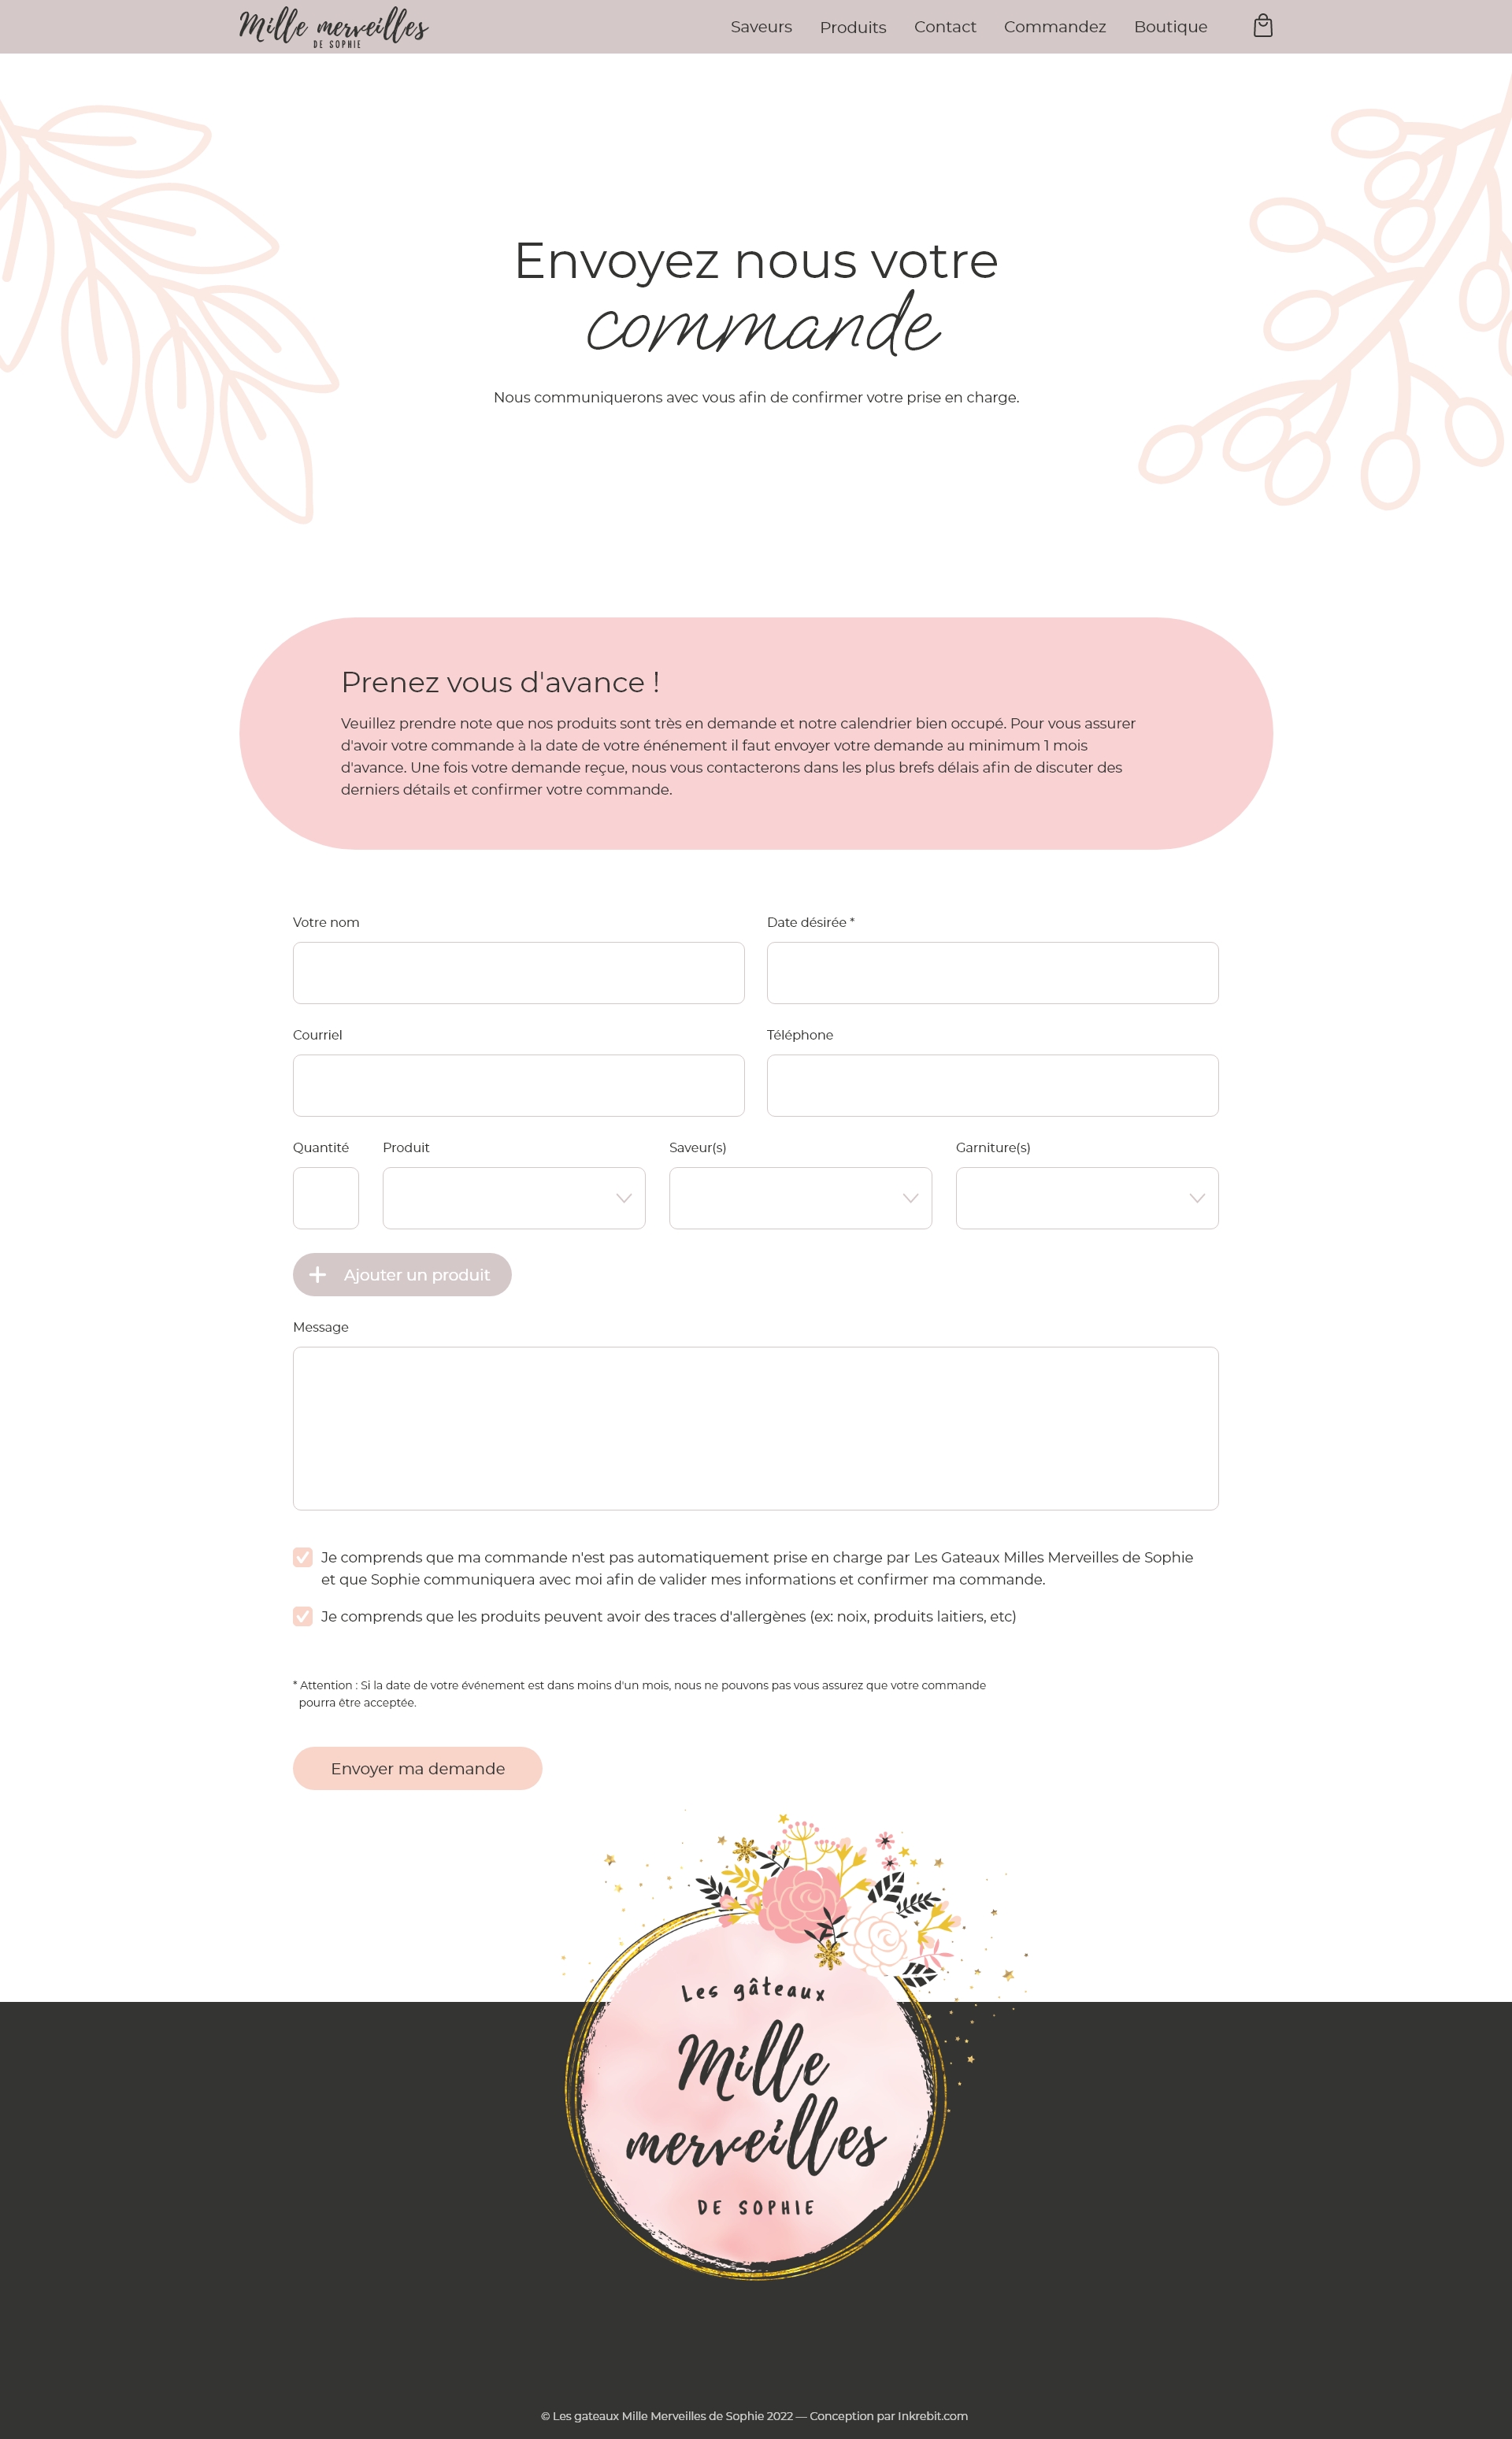 Mille merveilles
DE SOPHIE
Saveurs Produits Contact Commandez Boutique
Envoyez nous votre
commande
Nous communiquerons avec vous afin de confirmer votre prise en charge.
Prenez vous d'avance !
Veuillez prendre note que nos produits sont très en demande et notre calendrier bien occupé. Pour vous assurer
d'avoir votre commande à la date de votre énénement il faut envoyer votre demande au minimum 1 mois
d'avance. Une fois votre demande reçue, nous vous contacterons dans les plus brefs délais afin de discuter des
derniers détails et confirmer votre commande.
Votre nom
Date désirée *
Courriel
Téléphone
Quantité
Produit
Saveur(s)
Garniture(s)
Ajouter un produit
Message
Je comprends que ma commande n'est pas automatiquement prise en charge par Les Gateaux Milles Merveilles de Sophie
et que Sophie communiquera avec moi afin de valider mes informations et confirmer ma commande.
Je comprends que les produits peuvent avoir des traces d'allergènes (ex: noix, produits laitiers, etc)
* Attention : Si la date de votre événement est dans moins d'un mois, nous ne pouvons pas vous assurez que votre commande
pourra être acceptée.
Envoyer ma demande
Les gâteaux
Mille
merveilles
DE SOPHIE
© Les gateaux Mille Merveilles de Sophie 2022 — Conception par Inkrebit.com